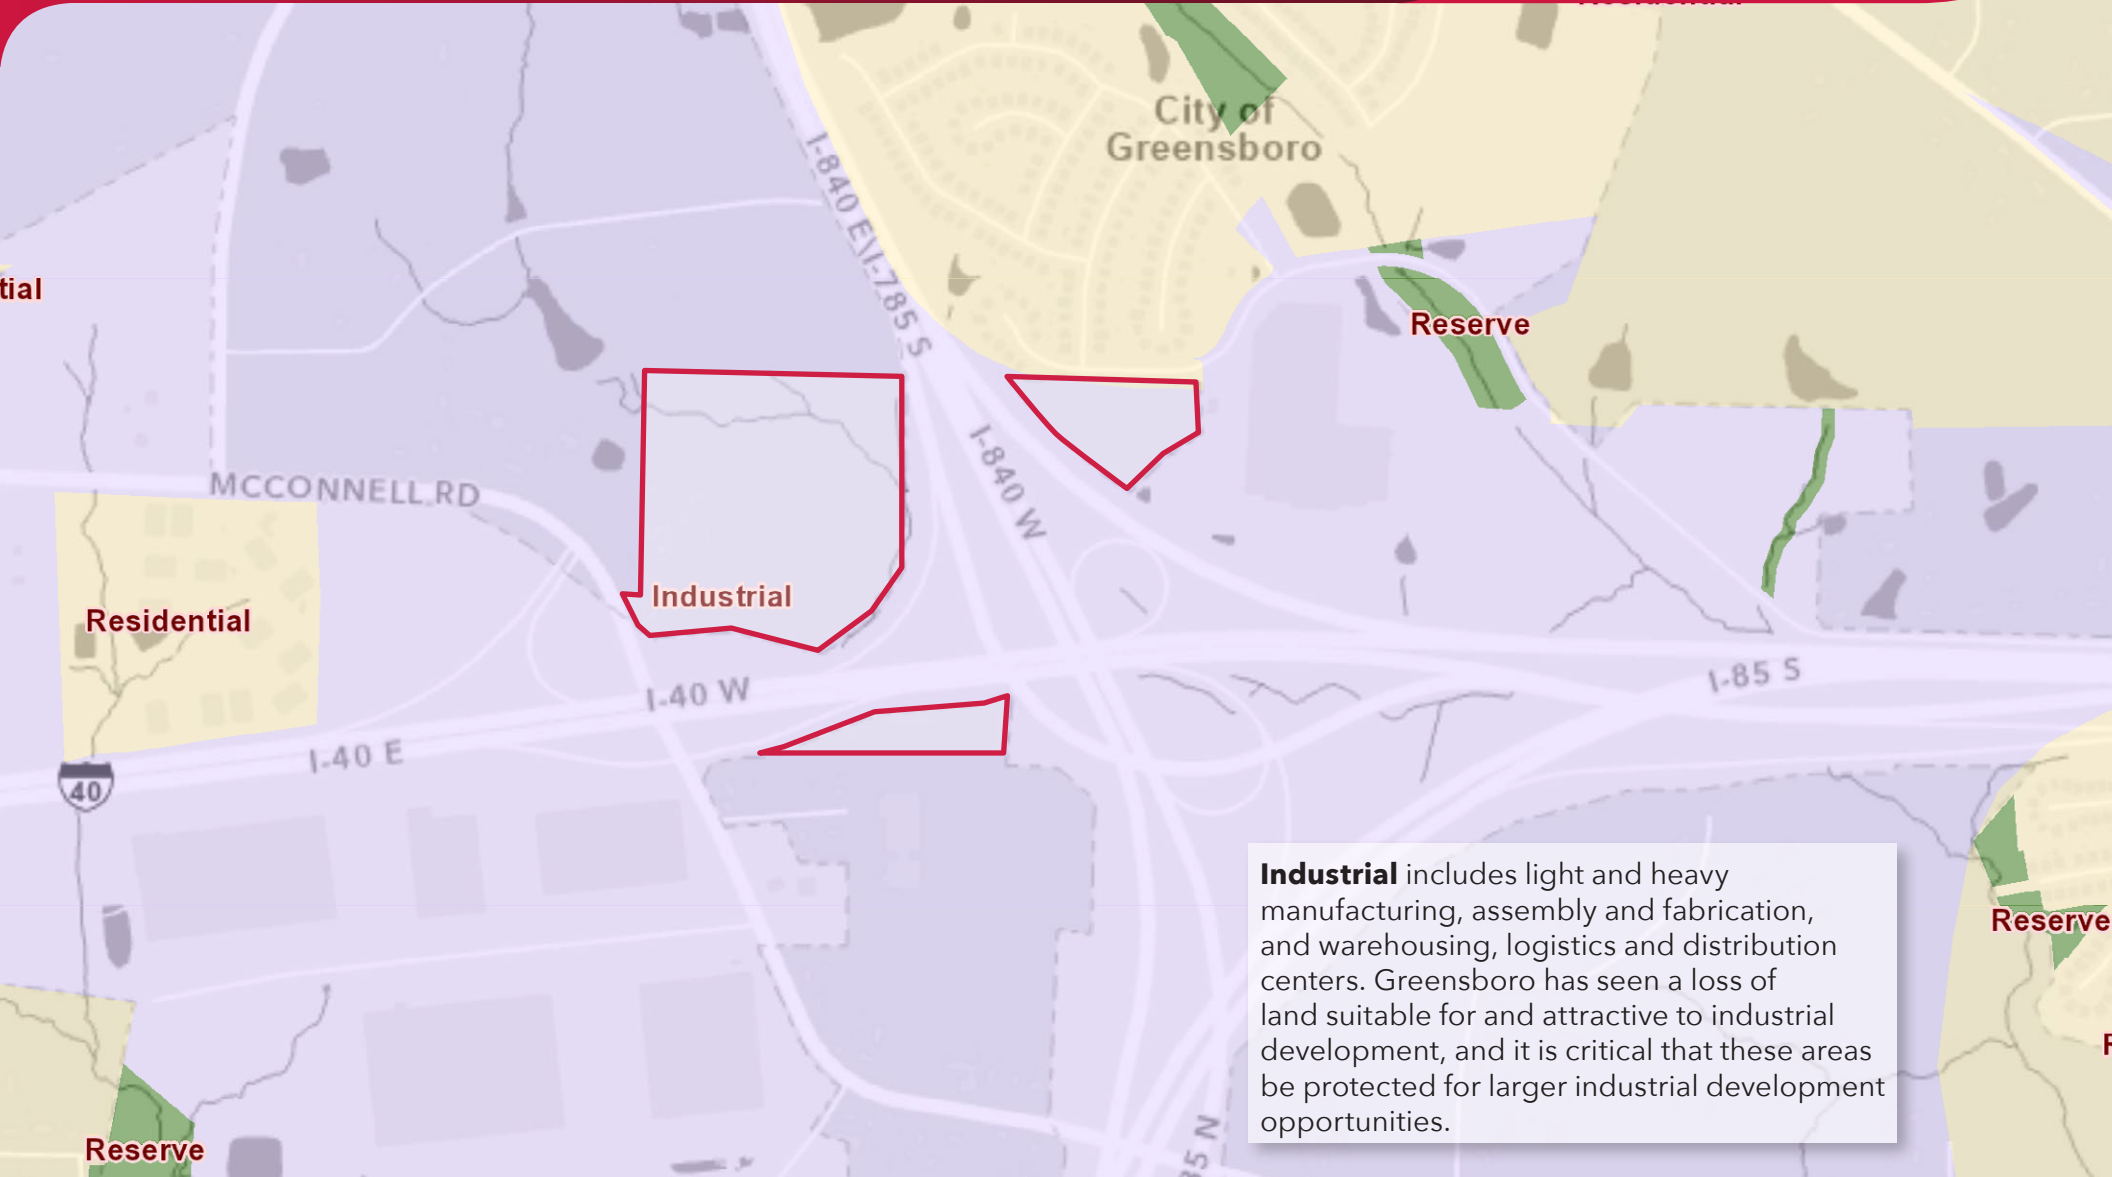 City of
Greensboro
I-840 E\I-785 S
tial
Reserve
I-840 W
MCCONNELL RD
Industrial
Residential
I-85 S
I-40 W
I-40 E
40
Industrial includes light and heavy
manufacturing, assembly and fabrication,
and warehousing, logistics and distribution
centers. Greensboro has seen a loss of
land suitable for and attractive to industrial
development, and it is critical that these areas
be protected for larger industrial development
opportunities.
Reserve
Reserve
85 N